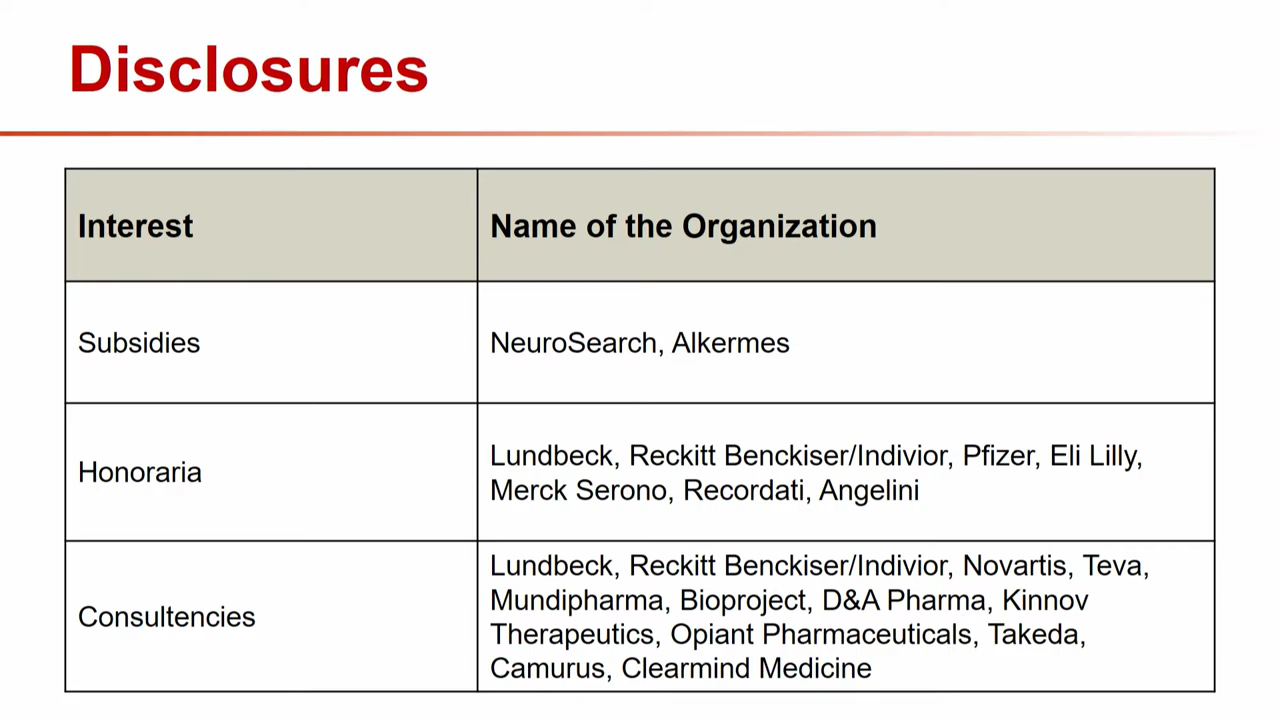 Disclosures
Interest
Name of the Organization
Subsidies
NeuroSearch, Alkermes
Honoraria
Lundbeck, Reckitt Benckiser/Indivior, Pfizer, Eli Lilly,
Merck Serono, Recordati, Angelini
Consultencies
Lundbeck, Reckitt Benckiser/Indivior, Novartis, Teva,
Mundipharma, Bioproject, D&A Pharma, Kinnov
Therapeutics, Opiant Pharmaceuticals, Takeda,
Camurus, Clearmind Medicine